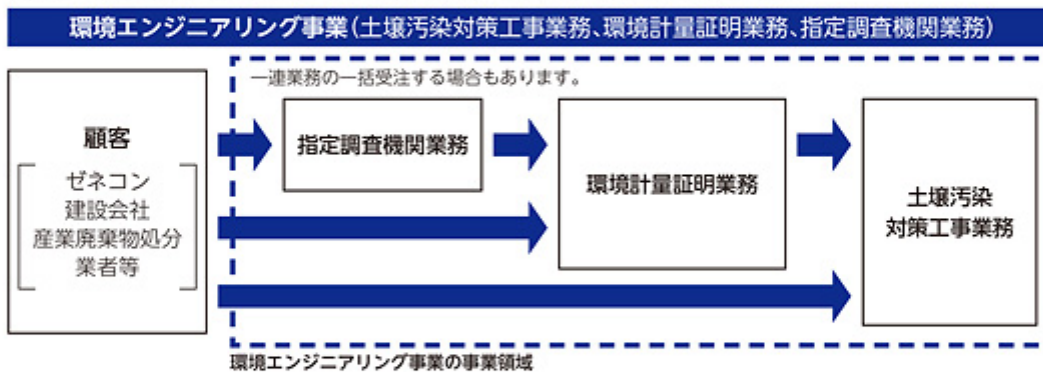 環境エンジニアリング事業(土壌汚染対策工事業務、環境計量証明業務、指定調査機関業務)
一連業務の一括受注する場合もあります。
顧客
ゼネコン
建設会社
産業廃棄物処分
業者等
指定調査機関業務
環境計量証明業務
土壌汚染
対策工事業務
環境エンジニアリング事業の事業領域